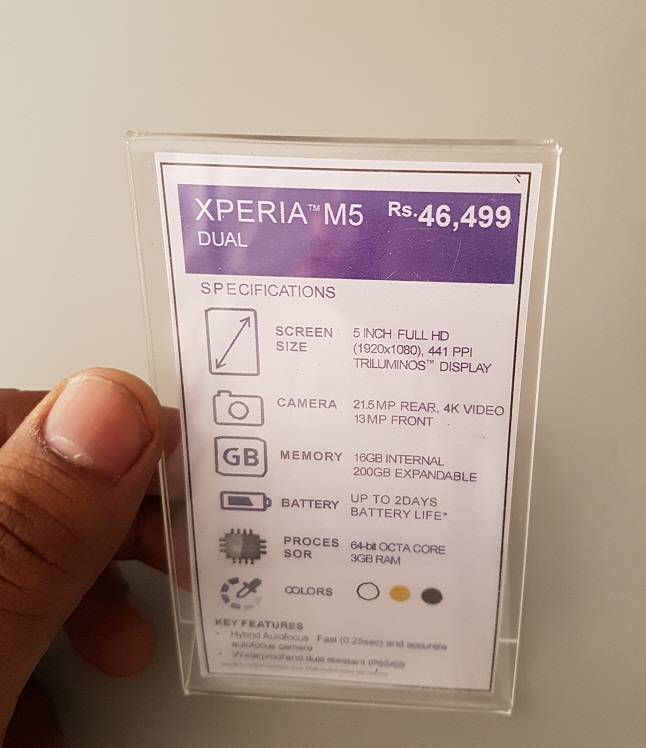 XPERIA™ M5 Rs.46,499
DUAL
SPECIFICATIONS
SCREEN SIZE
5 INCH FULL HD
(1920x1080), 441 PPI
TRILUMINOS™ DISPLAY
CAMERA
21.5MP REAR, 4K VIDEO
13MP FRONT
GB
MEMORY
16GB INTERNAL
200GB EXPANDABLE
BATTERY
UP TO 2DAYS
BATTERY LIFE*
PROCES
SOR
64-bit OCTA CORE
3GB RAM
COLORS
KEY FEATURES
• Hybrid Autofocus Fast (0.25sec) and accurate
autofocus camera
• Waterproof and dust resistant IP65/68